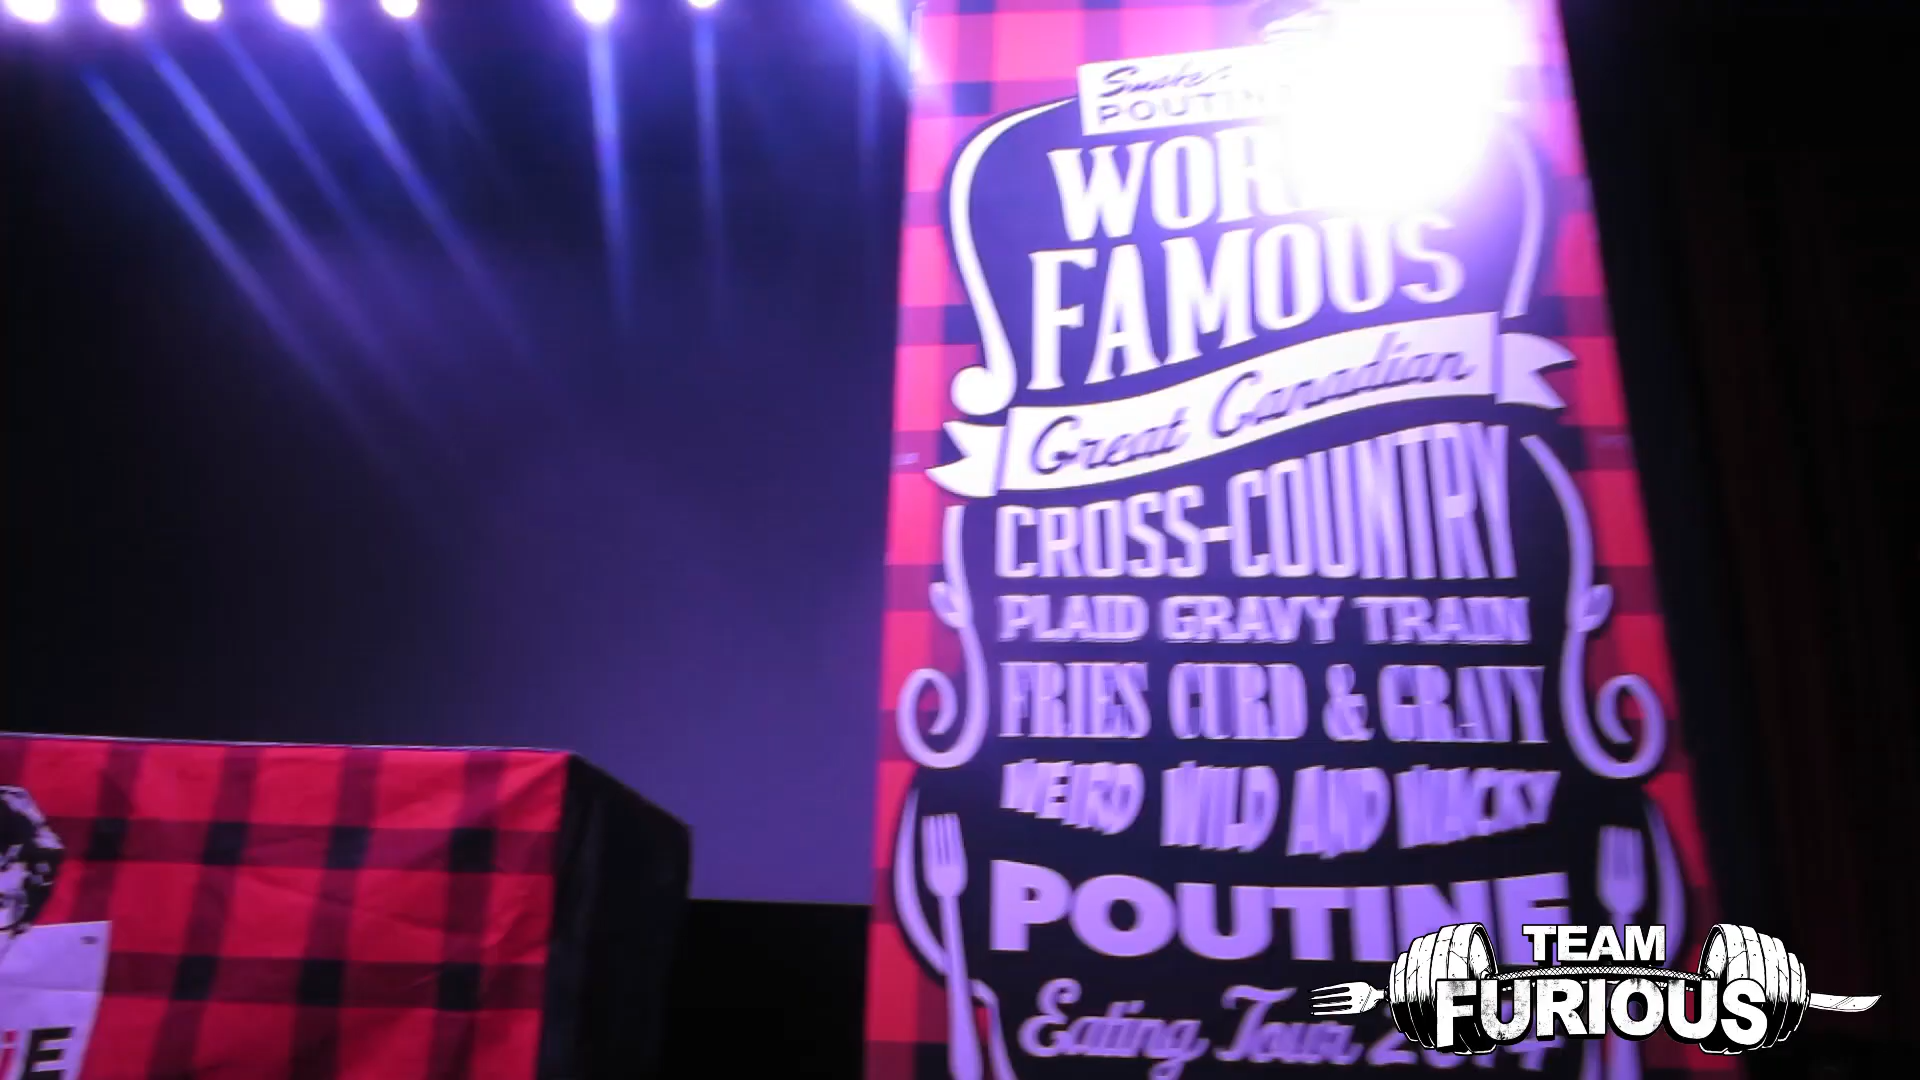 Smoke's
POUTIN
WOR
FAMOUS
Great Canadian
CROSS-COUNTRY
PLAID GRAVY TRAIN
FRIES CURD & GRAVY
WEIRD WILD AND WACKY
POUTINE
Eating Tour
TEAM
FURIOUS